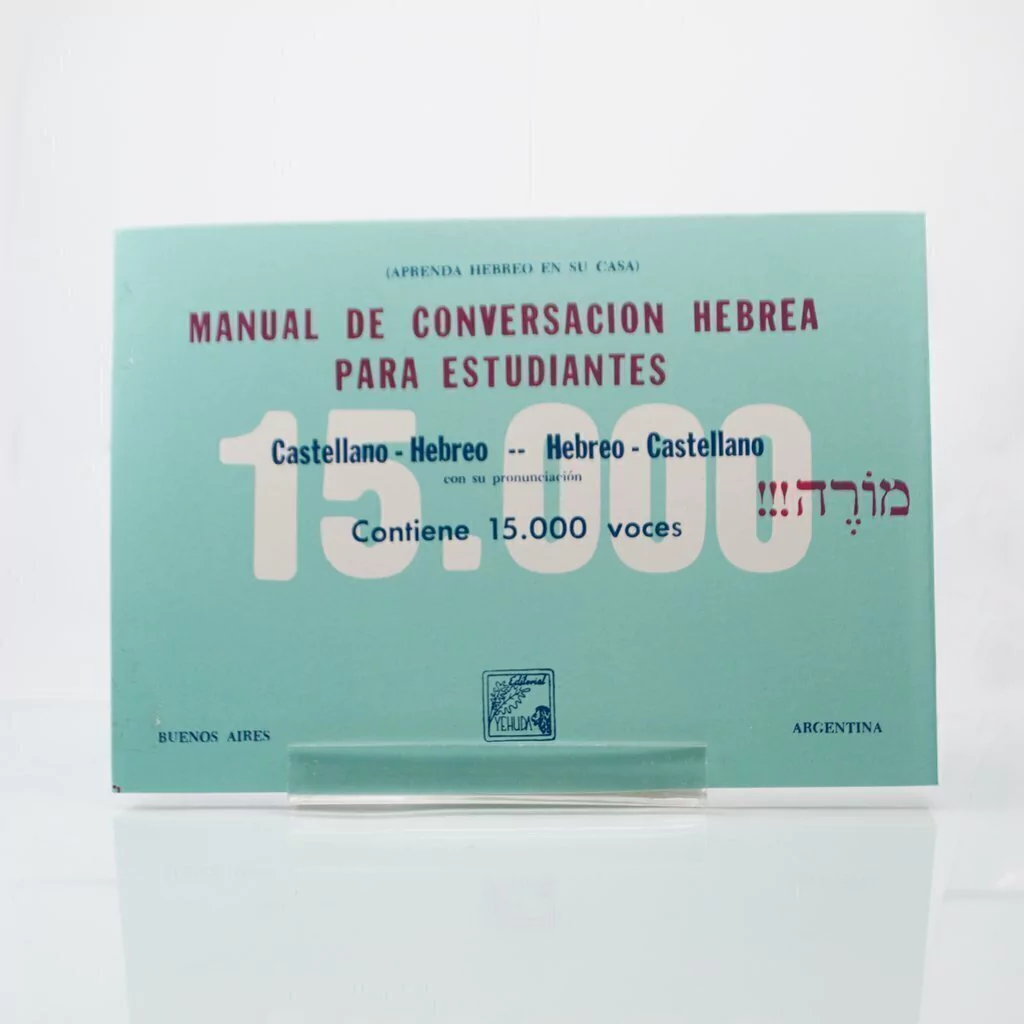 (APRENDA HEBREO EN SU CASA)
MANUAL DE CONVERSACION HEBREA
PARA ESTUDIANTES
15.000
Castellano - Hebreo -- Hebreo - Castellano
con su pronunciación
מוֹרֶה!!!
Contiene 15.000 voces
Editorial
YEHUDA
BUENOS AIRES
ARGENTINA